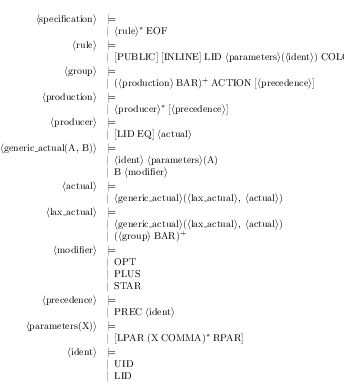 ⟨specification⟩ ⊨
| ⟨rule⟩* EOF
⟨rule⟩ ⊨
| [PUBLIC] [INLINE] LID ⟨parameters⟩(⟨ident⟩)
⟨group⟩ ⊨
| (⟨production⟩ BAR)⁺ ACTION [⟨precedence⟩]
⟨production⟩ ⊨
| ⟨producer⟩* [⟨precedence⟩]
⟨producer⟩ ⊨
| [LID EQ] ⟨actual⟩
⟨generic_actual(A, B)⟩ ⊨
| ⟨ident⟩ ⟨parameters⟩(A)
| B ⟨modifier⟩
⟨actual⟩ ⊨
| ⟨generic_actual⟩(⟨lax_actual⟩, ⟨actual⟩)
⟨lax_actual⟩ ⊨
| ⟨generic_actual⟩(⟨lax_actual⟩, ⟨actual⟩)
| (⟨group⟩ BAR)⁺
⟨modifier⟩ ⊨
| OPT
| PLUS
| STAR
⟨precedence⟩ ⊨
| PREC ⟨ident⟩
⟨parameters(X)⟩ ⊨
| [LPAR (X COMMA)* RPAR]
⟨ident⟩ ⊨
| UID
| LID